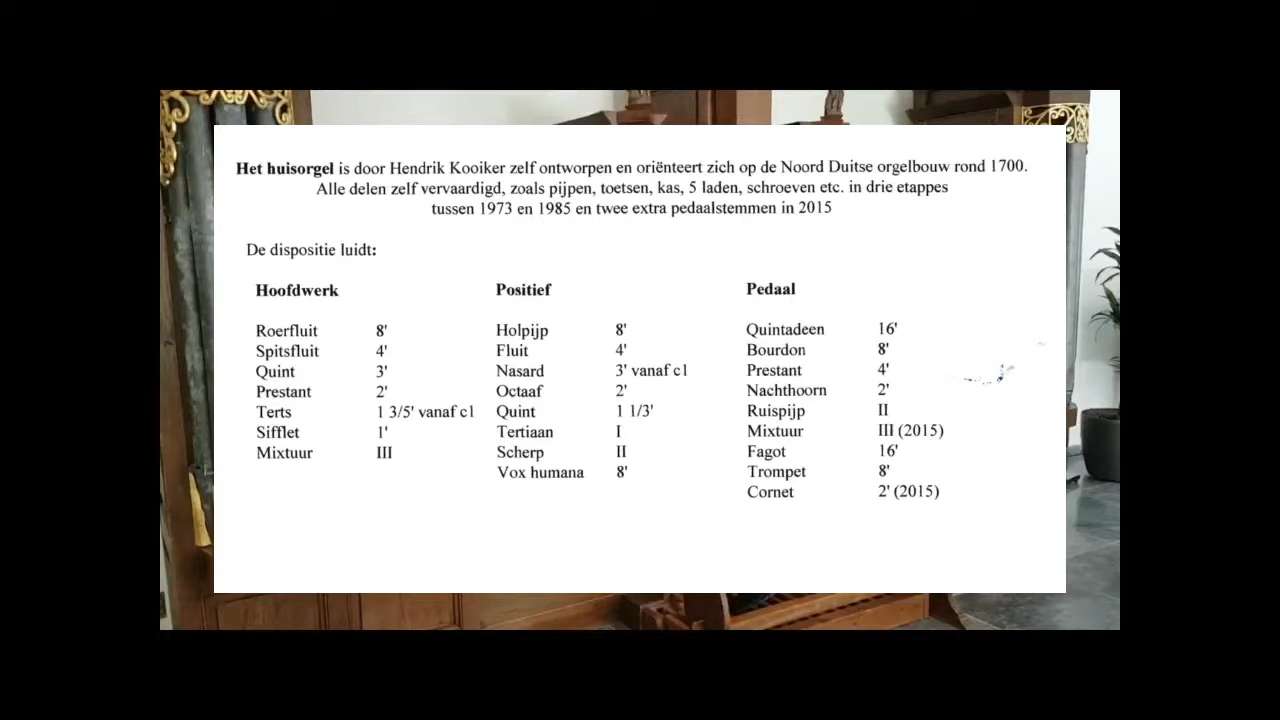 Het huisorgel is door Hendrik Kooiker zelf ontworpen en oriënteert zich op de Noord Duitse orgelbouw rond 1700.
Alle delen zelf vervaardigd, zoals pijpen, toetsen, kas, 5 laden, schroeven etc. in drie etappes
tussen 1973 en 1985 en twee extra pedaalstemmen in 2015
De dispositie luidt:
Hoofdwerk
Roerfluit 8'
Spitsfluit 4'
Quint 3'
Prestant 2'
Terts 1 3/5' vanaf c1
Sifflet 1'
Mixtuur III
Positief
Holpijp 8'
Fluit 4'
Nasard 3' vanaf c1
Octaaf 2'
Quint 1 1/3'
Tertiaan I
Scherp II
Vox humana 8'
Pedaal
Quintadeen 16'
Bourdon 8'
Prestant 4'
Nachthoorn 2'
Ruispijp II
Mixtuur III (2015)
Fagot 16'
Trompet 8'
Cornet 2' (2015)